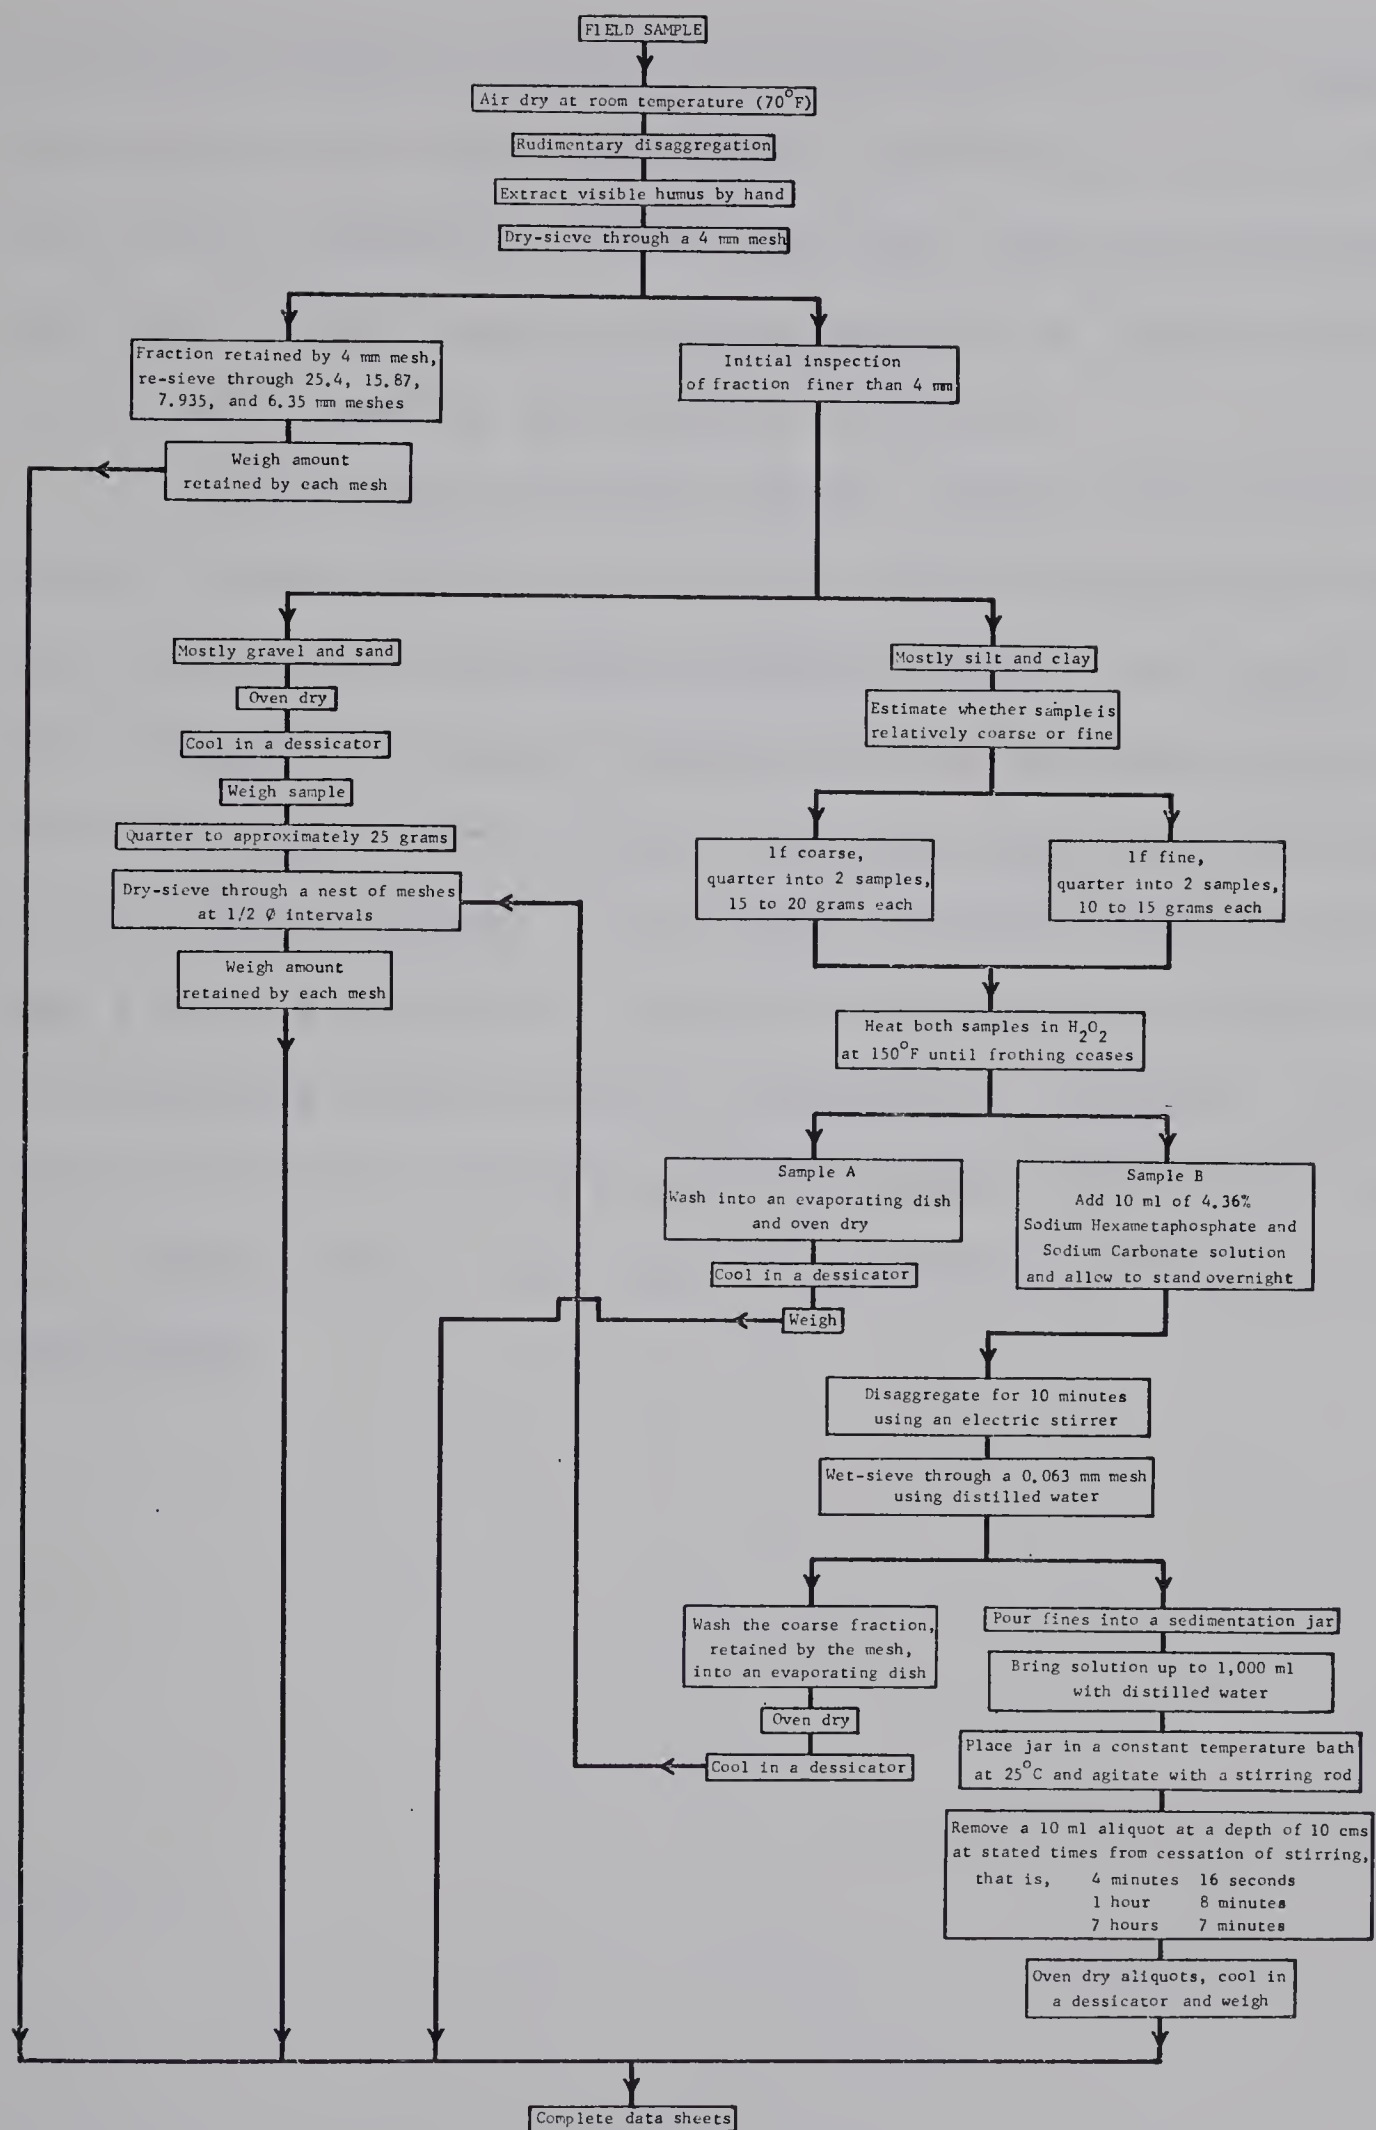 FIELD SAMPLE
Air dry at room temperature (70°F)
Rudimentary disaggregation
Extract visible humus by hand
Dry-sieve through a 4 mm mesh
Fraction retained by 4 mm mesh,
re-sieve through 25.4, 15.87,
7.935, and 6.35 mm meshes
Weigh amount
retained by each mesh
Initial inspection
of fraction finer than 4 mm
Mostly gravel and sand
Oven dry
Cool in a dessicator
Weigh sample
Quarter to approximately 25 grams
Dry-sieve through a nest of meshes
at 1/2 Ø intervals
Weigh amount
retained by each mesh
Mostly silt and clay
Estimate whether sample is
relatively coarse or fine
If coarse,
quarter into 2 samples,
15 to 20 grams each
If fine,
quarter into 2 samples,
10 to 15 grams each
Heat both samples in H2O2
at 150°F until frothing ceases
Sample A
Wash into an evaporating dish
and oven dry
Cool in a dessicator
Weigh
Sample B
Add 10 ml of 4.36%
Sodium Hexametaphosphate and
Sodium Carbonate solution
and allow to stand overnight
Disaggregate for 10 minutes
using an electric stirrer
Wet-sieve through a 0.063 mm mesh
using distilled water
Wash the coarse fraction,
retained by the mesh,
into an evaporating dish
Oven dry
Cool in a dessicator
Pour fines into a sedimentation jar
Bring solution up to 1,000 ml
with distilled water
Place jar in a constant temperature bath
at 25°C and agitate with a stirring rod
Remove a 10 ml aliquot at a depth of 10 cms
at stated times from cessation of stirring,
that is, 4 minutes 16 seconds
1 hour 8 minutes
7 hours 7 minutes
Oven dry aliquots, cool in
a dessicator and weigh
Complete data sheets